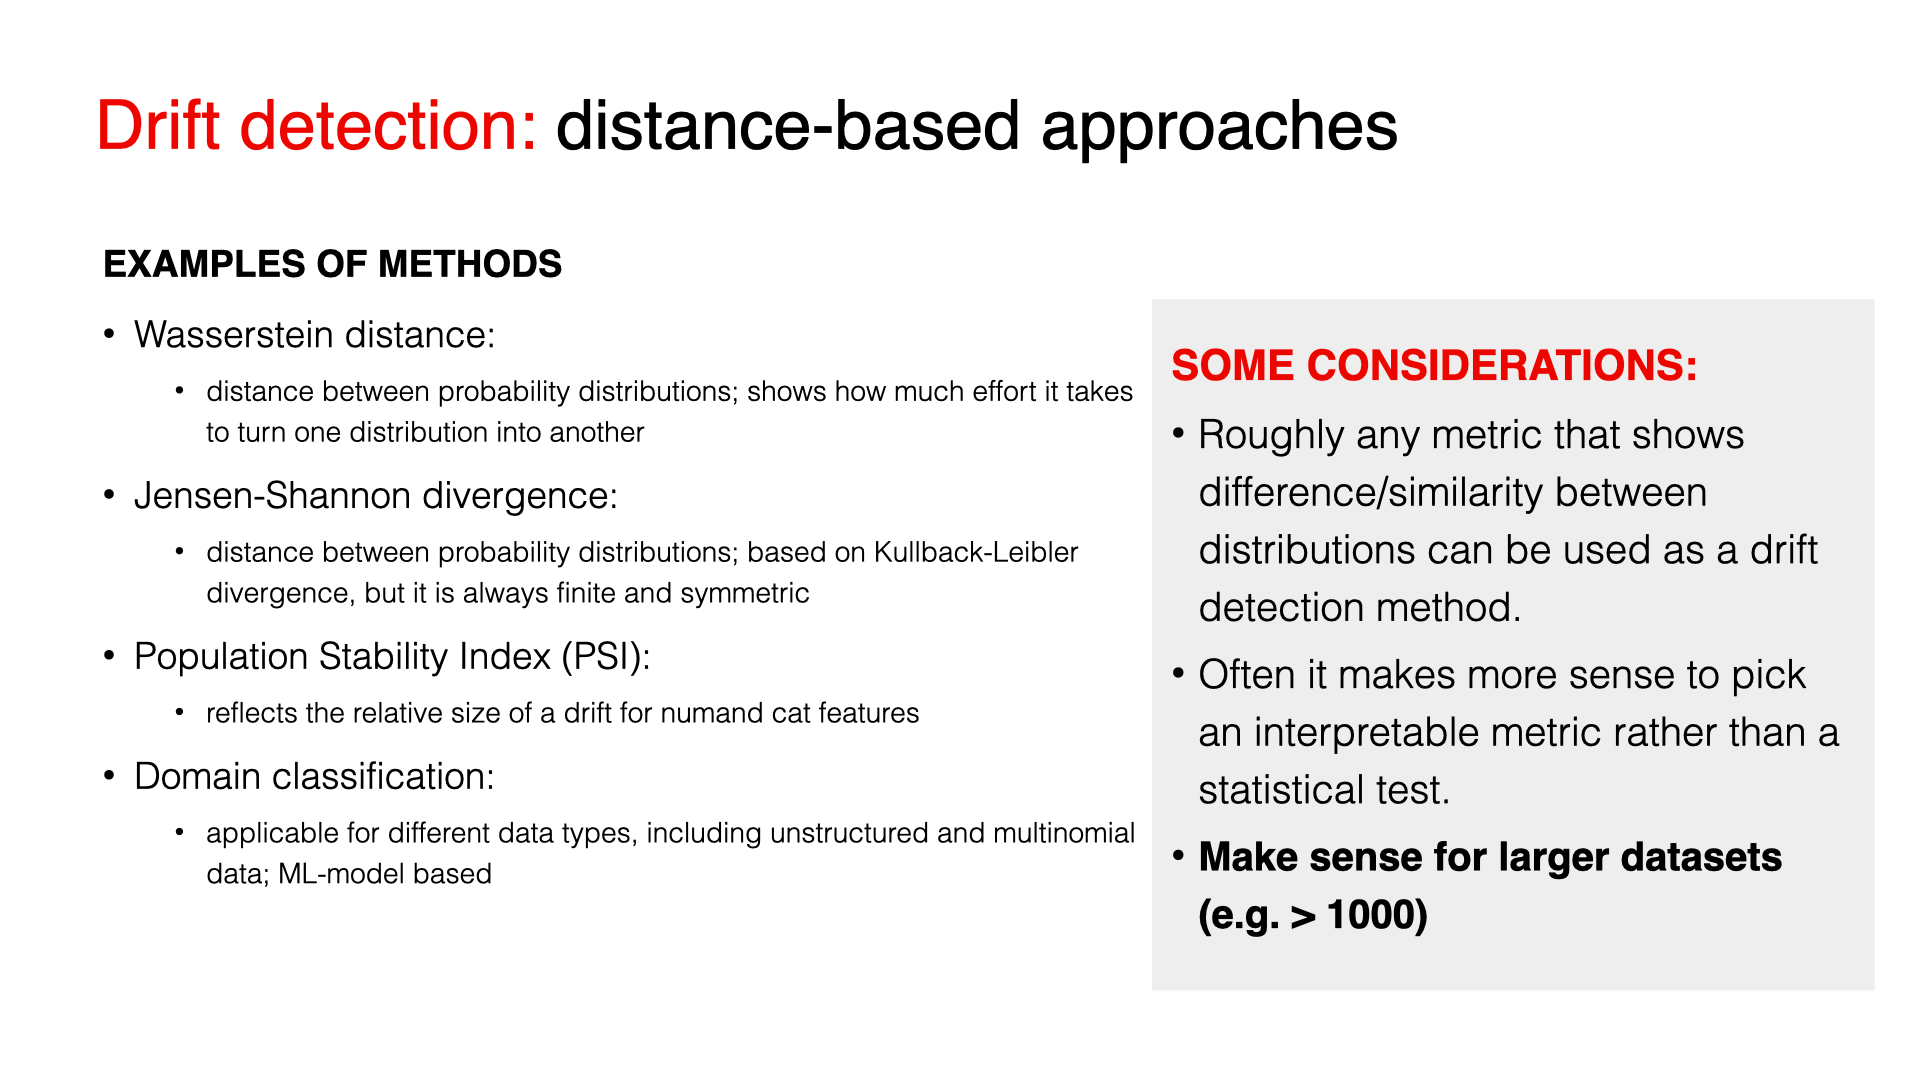 Drift detection: distance-based approaches
EXAMPLES OF METHODS
• Wasserstein distance:
• distance between probability distributions; shows how much effort it takes
to turn one distribution into another
• Jensen-Shannon divergence:
• distance between probability distributions; based on Kullback-Leibler
divergence, but it is always finite and symmetric
• Population Stability Index (PSI):
• reflects the relative size of a drift for numand cat features
• Domain classification:
• applicable for different data types, including unstructured and multinomial
data; ML-model based
SOME CONSIDERATIONS:
• Roughly any metric that shows
difference/similarity between
distributions can be used as a drift
detection method.
• Often it makes more sense to pick
an interpretable metric rather than a
statistical test.
• Make sense for larger datasets
(e.g. > 1000)